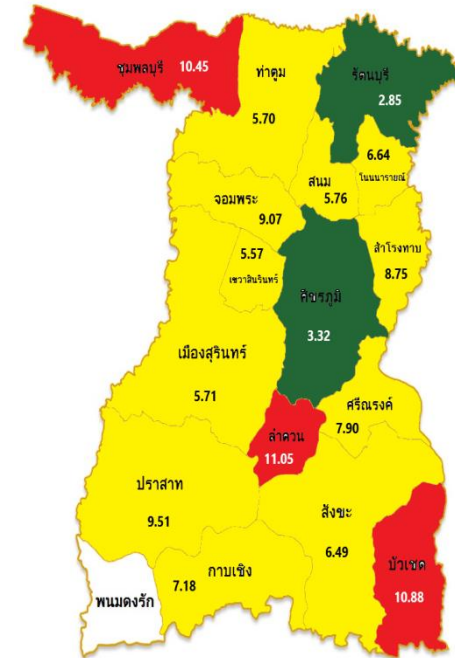 ชุมพลบุรี 10.45
ท่าตูม
5.70
รัตนบุรี
2.85
6.64
โนนนารายณ์
สนม
5.76
จอมพระ
9.07
สำโรงทาบ
8.75
5.57
เขวาสินรินทร์
ศีขรภูมิ
3.32
เมืองสุรินทร์
5.71
ศรีณรงค์
7.90
ลำดวน
11.05
ปราสาท
9.51
สังขะ
6.49
บัวเชด
10.88
กาบเชิง
7.18
พนมดงรัก